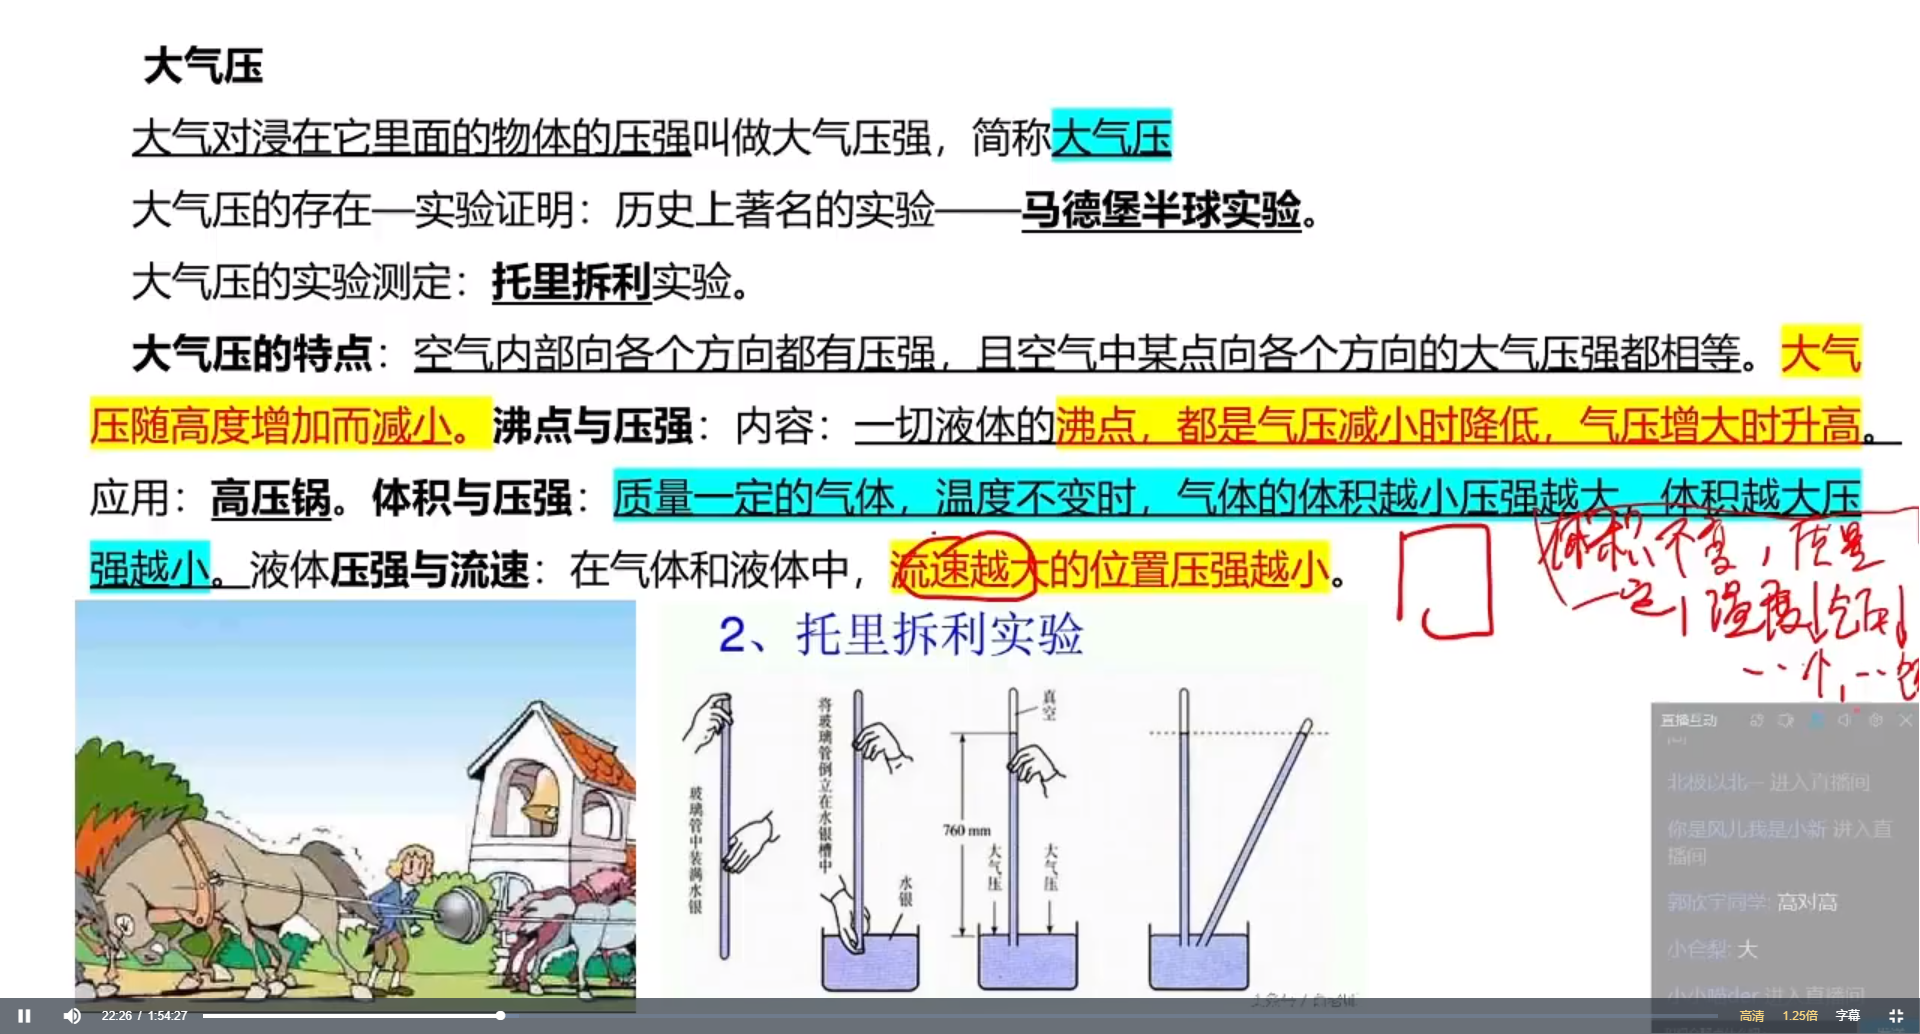 大气压
大气对浸在它里面的物体的压强叫做大气压强，简称大气压
大气压的存在—实验证明：历史上著名的实验——马德堡半球实验。
大气压的实验测定：托里拆利实验。
大气压的特点：空气内部向各个方向都有压强，且空气中某点向各个方向的大气压强都相等。大气
压随高度增加而减小。沸点与压强：内容：一切液体的沸点，都是气压减小时降低，气压增大时升高。
应用：高压锅。体积与压强：质量一定的气体，温度不变时，气体的体积越小压强越大，体积越大压
强越小。液体压强与流速：在气体和液体中，流速越大的位置压强越小。
体积不变，质量
一定，温度
2、托里拆利实验
玻璃管中装满水银
将玻璃管倒立在水银槽中
水银
真空
760 mm
大气压
大气压
直播互动
北极以北一 进入直播间
你是风儿我是小新 进入直
播间
郭欣宇同学: 高对高
小仓梨: 大
进入直播间
22:26 / 1:54:27
高清 1.25倍 字幕